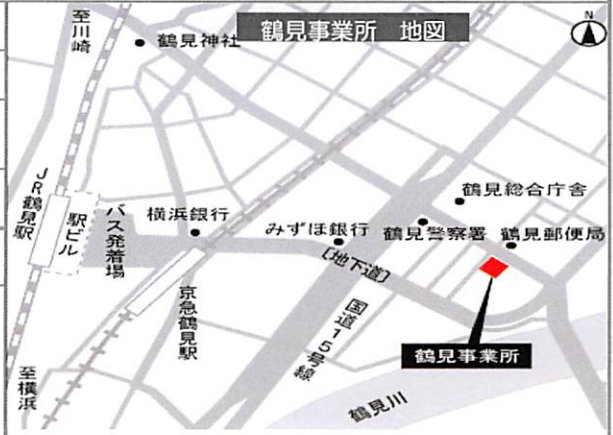 鶴見事業所 地図
N
至川崎
鶴見神社
鶴見総合庁舎
JR鶴見駅
駅ビル
バス発着場
横浜銀行
みずほ銀行
鶴見警察署
鶴見郵便局
[地下道]
京急鶴見駅
国道15号線
鶴見事業所
至横浜
鶴見川